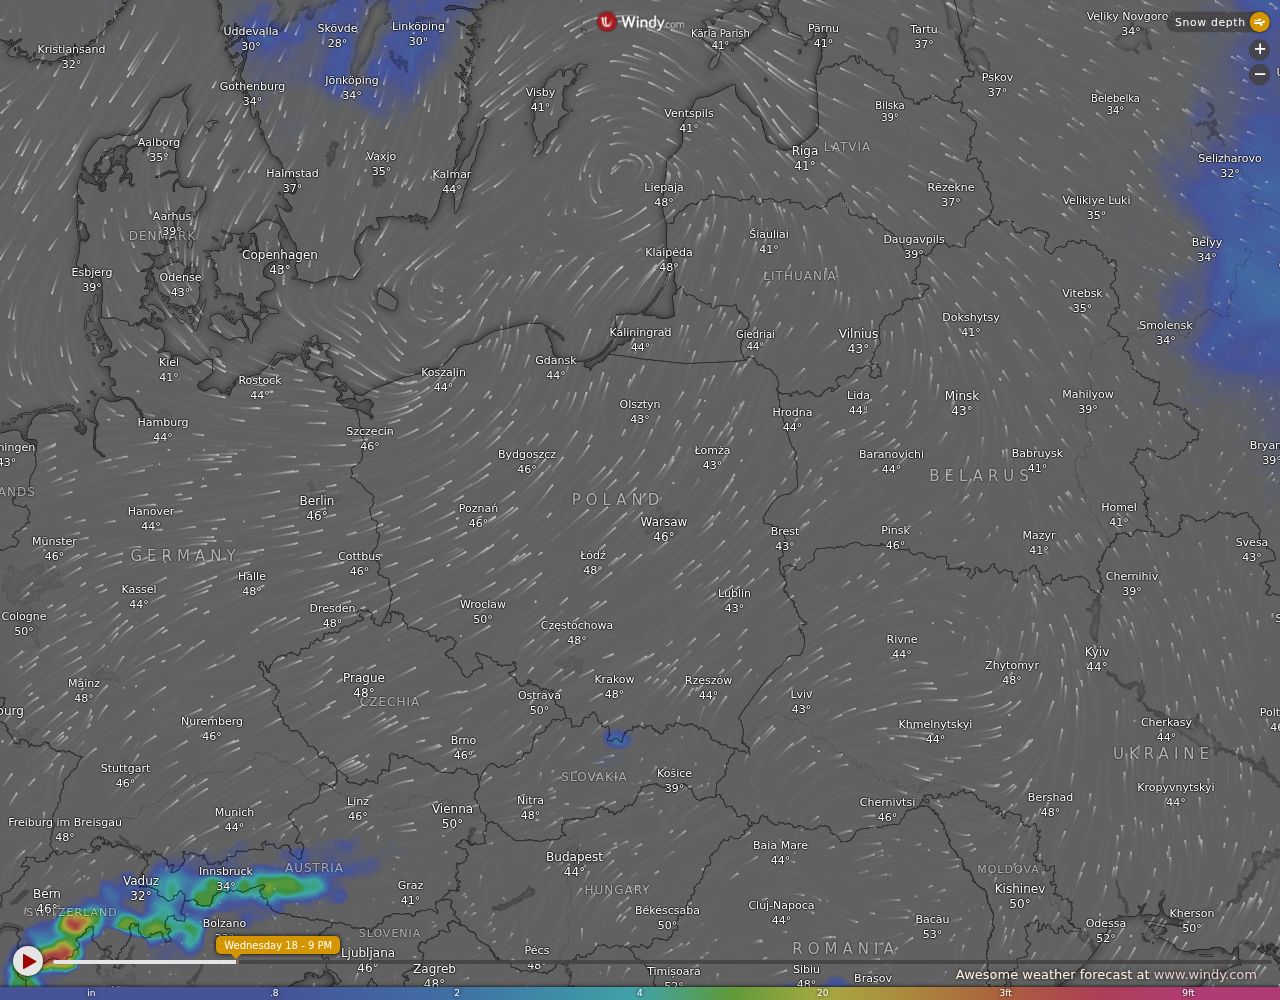 Windy.com
Snow depth
+
−
Kristiansand
32°
Uddevalla
30°
Skövde
28°
Linköping
30°
Kärla Parish
41°
Pärnu
41°
Tartu
37°
Veliky Novgorod
34°
Gothenburg
34°
Jönköping
34°
Visby
41°
Ventspils
41°
Bilska
39°
Pskov
37°
Belebelka
34°
Aalborg
35°
Halmstad
37°
Vaxjo
35°
Kalmar
44°
Liepaja
48°
Riga
41°
LATVIA
Rēzekne
37°
Velikiye Luki
35°
Selizharovo
32°
Aarhus
39°
DENMARK
Copenhagen
43°
Klaipėda
48°
Šiauliai
41°
Daugavpils
39°
Belyy
34°
Esbjerg
39°
Odense
43°
LITHUANIA
Vitebsk
35°
Kaliningrad
44°
Giedriai
44°
Vilnius
43°
Dokshytsy
41°
Smolensk
34°
Kiel
41°
Rostock
44°
Koszalin
44°
Gdansk
44°
Hamburg
44°
Szczecin
46°
Olsztyn
43°
Hrodna
44°
Lida
44°
Minsk
43°
Mahilyow
39°
ningen
43°
Bydgoszcz
46°
Łomża
43°
Baranovichi
44°
Babruysk
41°
Bryan
39°
ANDS
BELARUS
Hanover
44°
Berlin
46°
Poznań
46°
POLAND
Warsaw
46°
Brest
43°
Pinsk
46°
Homel
41°
Münster
46°
GERMANY
Cottbus
46°
Łódź
48°
Mazyr
41°
Svesa
43°
Kassel
44°
Halle
48°
Dresden
48°
Wroclaw
50°
Lublin
43°
Chernihiv
39°
Cologne
50°
Częstochowa
48°
Rivne
44°
Kyiv
44°
Mainz
48°
Prague
48°
CZECHIA
Ostrava
50°
Krakow
48°
Rzeszów
44°
Lviv
43°
Zhytomyr
48°
burg
Nuremberg
46°
Khmelnytskyi
44°
Cherkasy
44°
Polt
46
Brno
46°
UKRAINE
Stuttgart
46°
SLOVAKIA
Košice
39°
Linz
46°
Vienna
50°
Nitra
48°
Chernivtsi
46°
Bershad
48°
Kropyvnytskyi
44°
Freiburg im Breisgau
48°
Munich
44°
Budapest
44°
Baia Mare
44°
MOLDOVA
Vaduz
32°
Innsbruck
34°
AUSTRIA
Graz
41°
HUNGARY
Kishinev
50°
Bern
46°
SWITZERLAND
Bolzano
Békéscsaba
50°
Cluj-Napoca
44°
Bacău
53°
Odessa
52°
Kherson
50°
SLOVENIA
Wednesday 18 - 9 PM
Ljubljana
46°
Pécs
48°
ROMANIA
Zagreb
48°
Timișoara
52°
Sibiu
48°
Brasov
Awesome weather forecast at www.windy.com
in .8 2 4 20 3ft 9ft